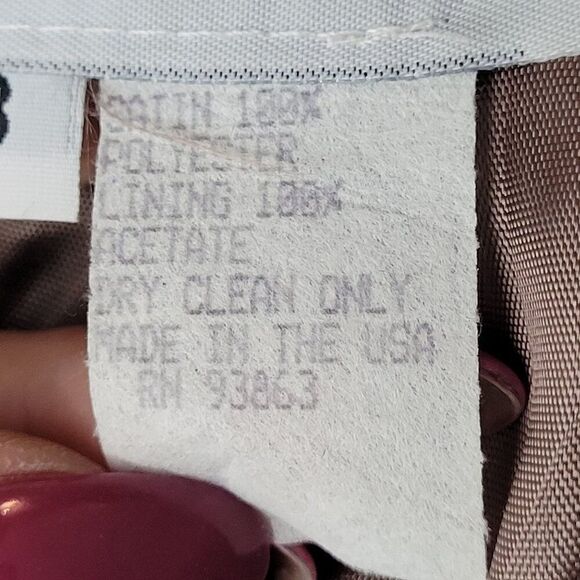 SATIN 100%
POLYESTER
LINING 100%
ACETATE
DRY CLEAN ONLY
MADE IN THE USA
RN 93863